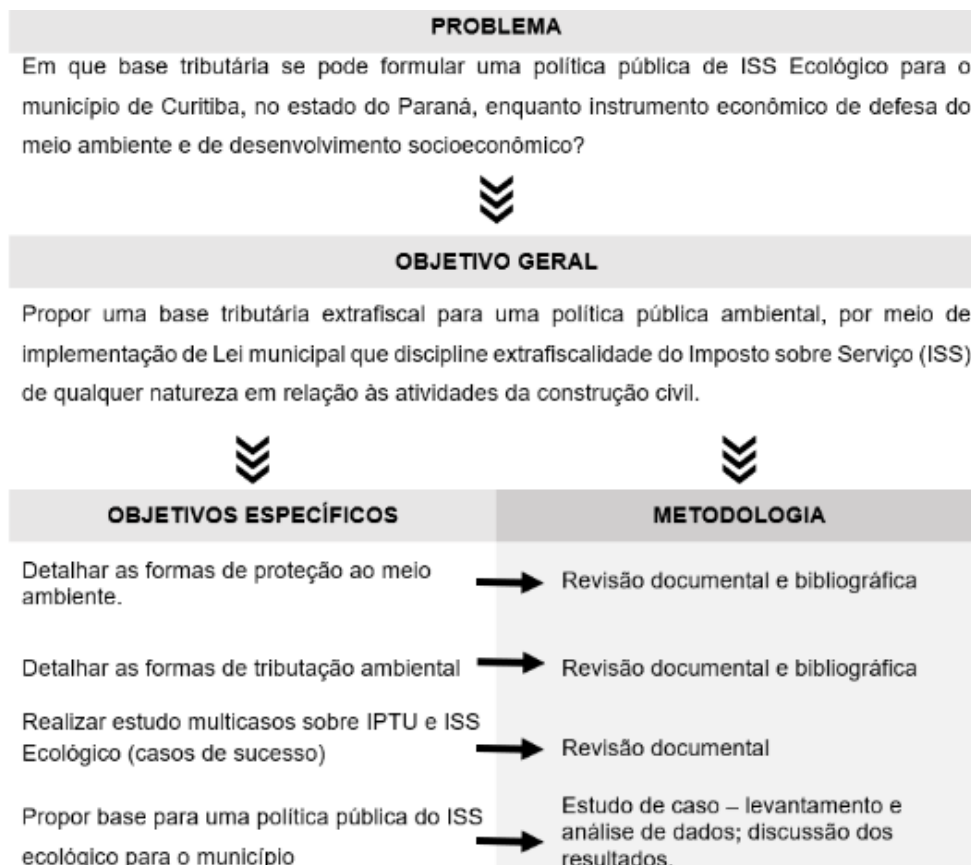 PROBLEMA
Em que base tributária se pode formular uma política pública de ISS Ecológico para o
município de Curitiba, no estado do Paraná, enquanto instrumento econômico de defesa do
meio ambiente e de desenvolvimento socioeconômico?
OBJETIVO GERAL
Propor uma base tributária extrafiscal para uma política pública ambiental, por meio de
implementação de Lei municipal que discipline extrafiscalidade do Imposto sobre Serviço (ISS)
de qualquer natureza em relação às atividades da construção civil.
OBJETIVOS ESPECÍFICOS
METODOLOGIA
Detalhar as formas de proteção ao meio
ambiente.
Revisão documental e bibliográfica
Detalhar as formas de tributação ambiental
Revisão documental e bibliográfica
Realizar estudo multicasos sobre IPTU e ISS
Ecológico (casos de sucesso)
Revisão documental
Propor base para uma política pública do ISS
ecológico para o município
Estudo de caso – levantamento e
análise de dados; discussão dos
resultados.